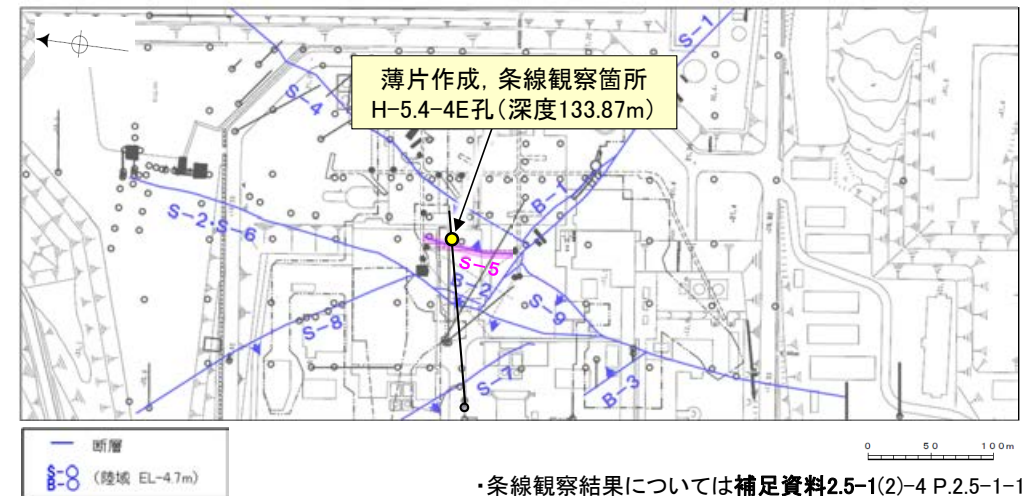 薄片作成, 条線観察箇所
H-5.4-4E孔(深度133.87m)
S-1
S-4
B-1
S-2・S-6
S-5
B-2
S-9
S-8
S-7
B-3
断層
S-○
B-○
(陸域 EL-4.7m)
0 50 100m
・条線観察結果については補足資料2.5-1(2)-4 P.2.5-1-1